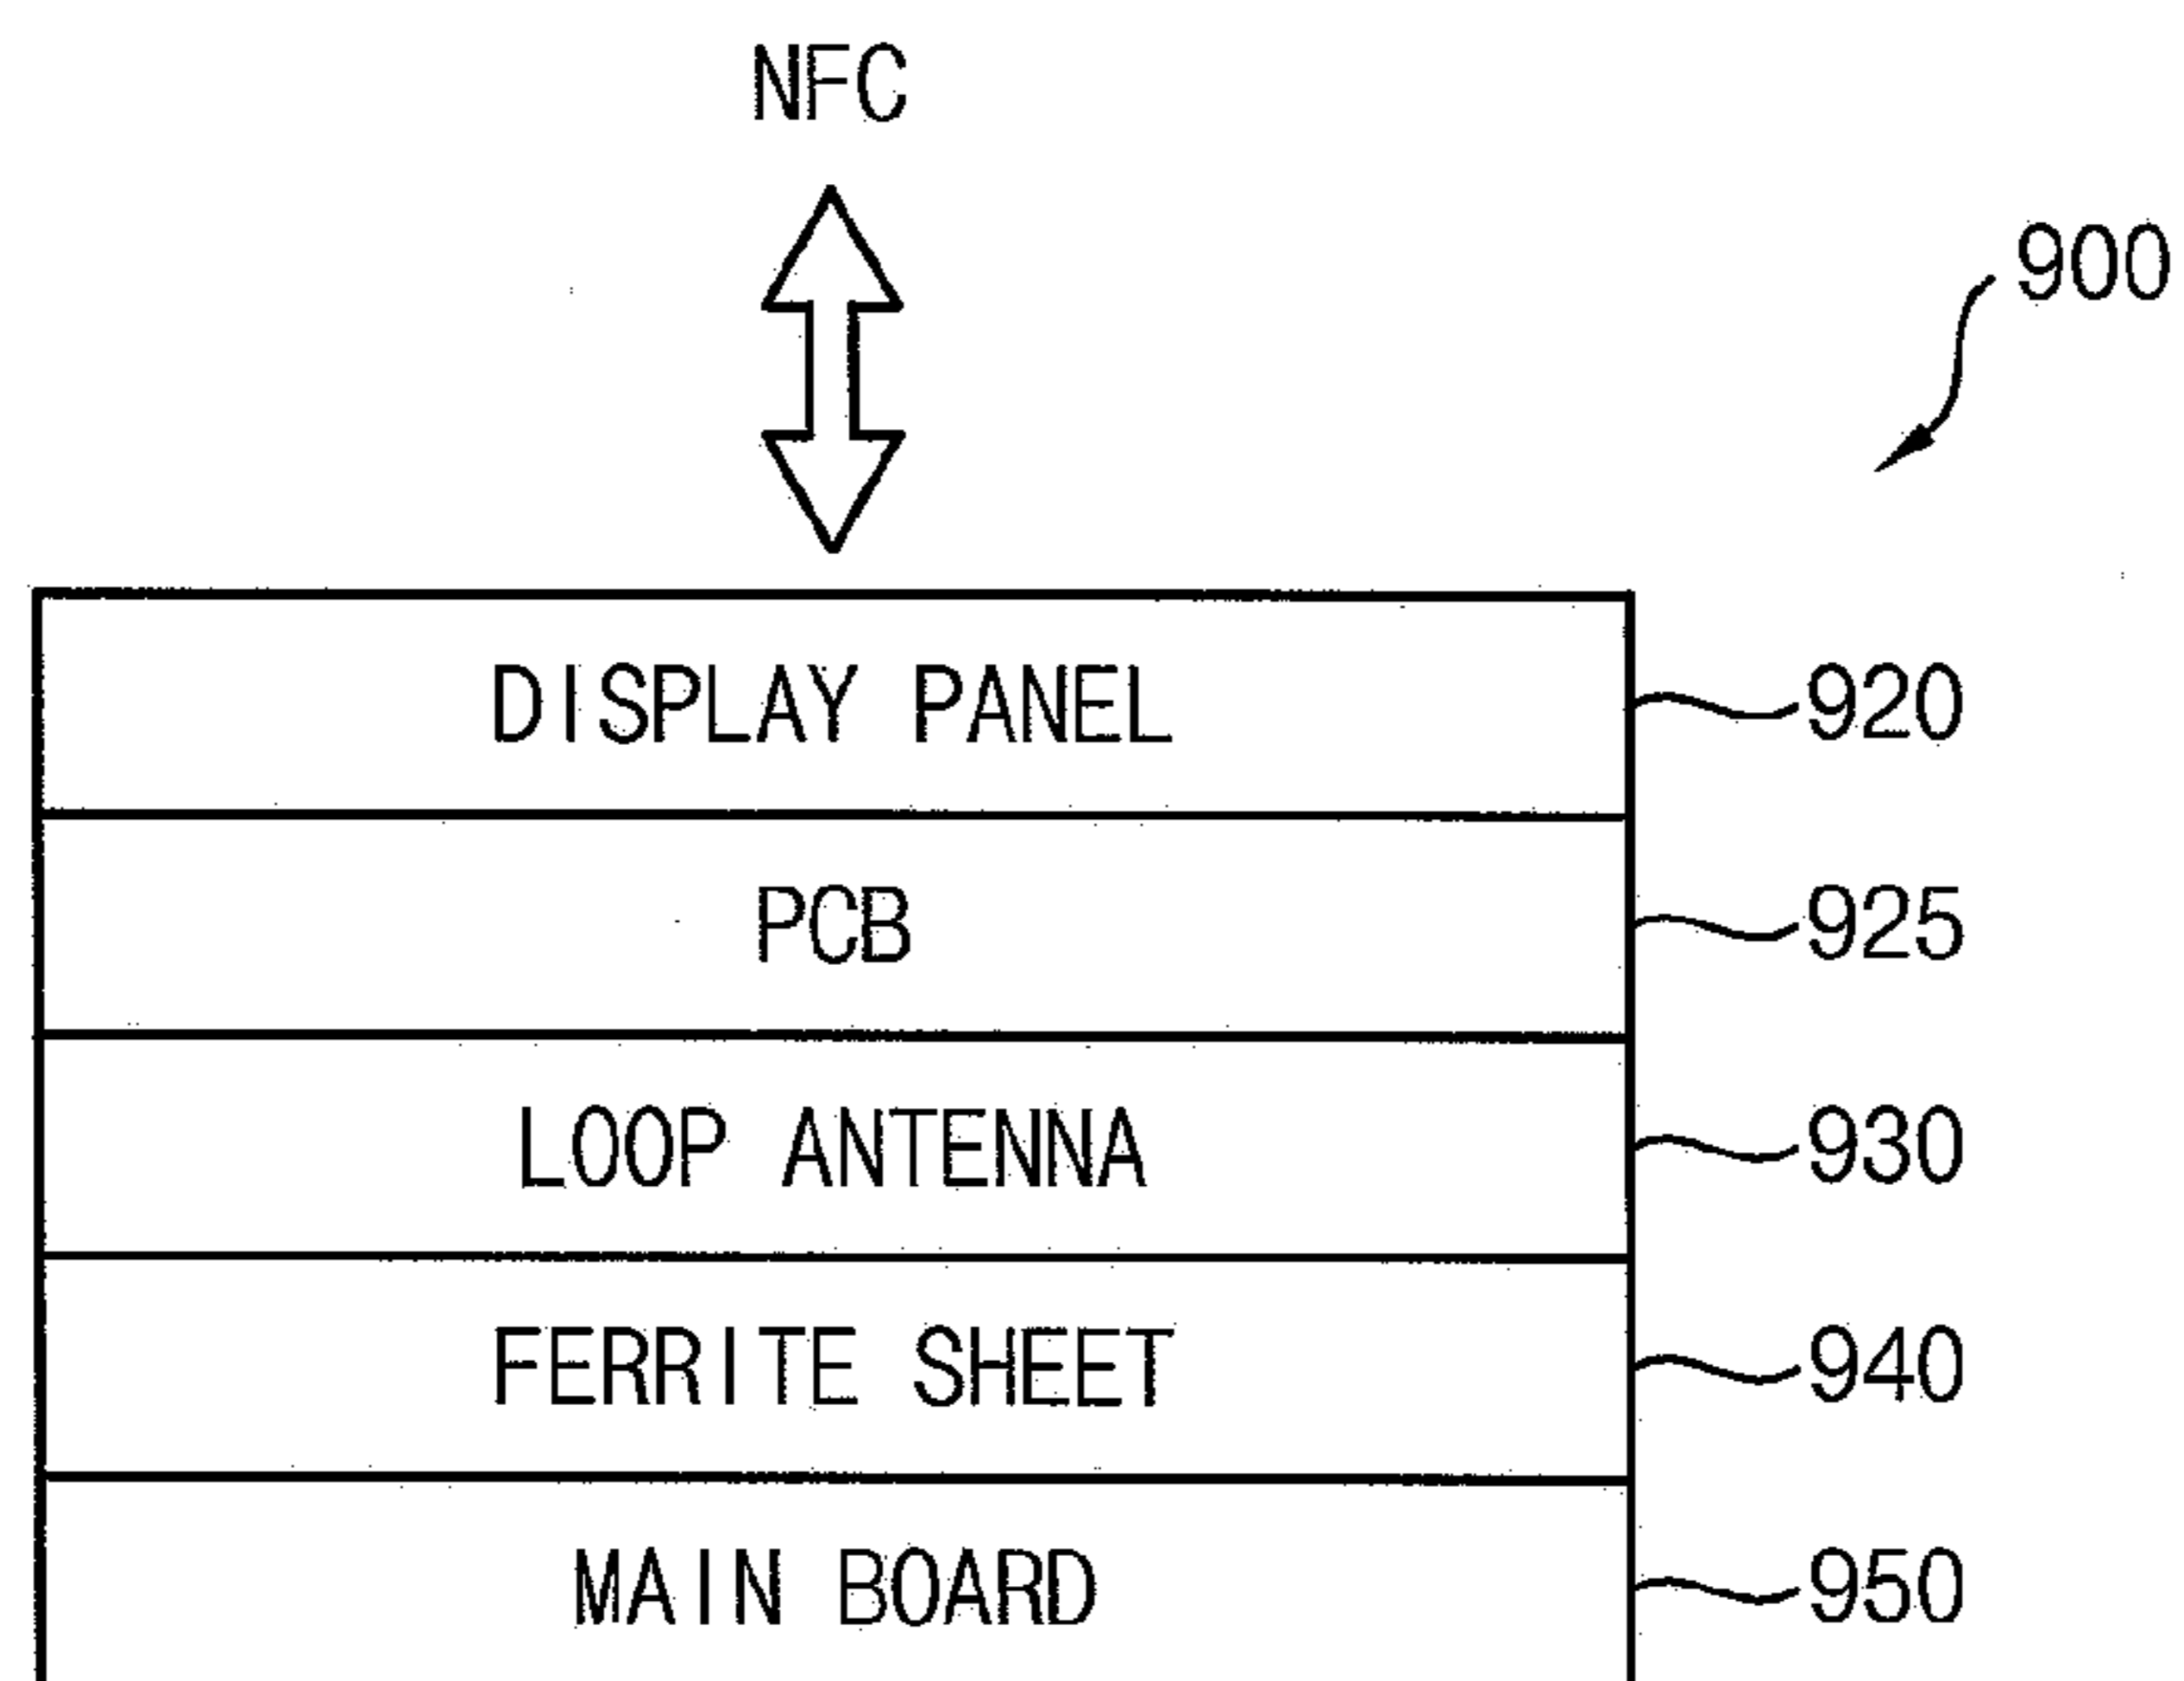 NFC
900
DISPLAY PANEL 920
PCB 925
LOOP ANTENNA 930
FERRITE SHEET 940
MAIN BOARD 950